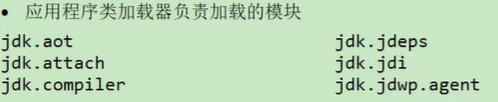 • 应用程序类加载器负责加载的模块
jdk.aot jdk.jdeps
jdk.attach jdk.jdi
jdk.compiler jdk.jdwp.agent